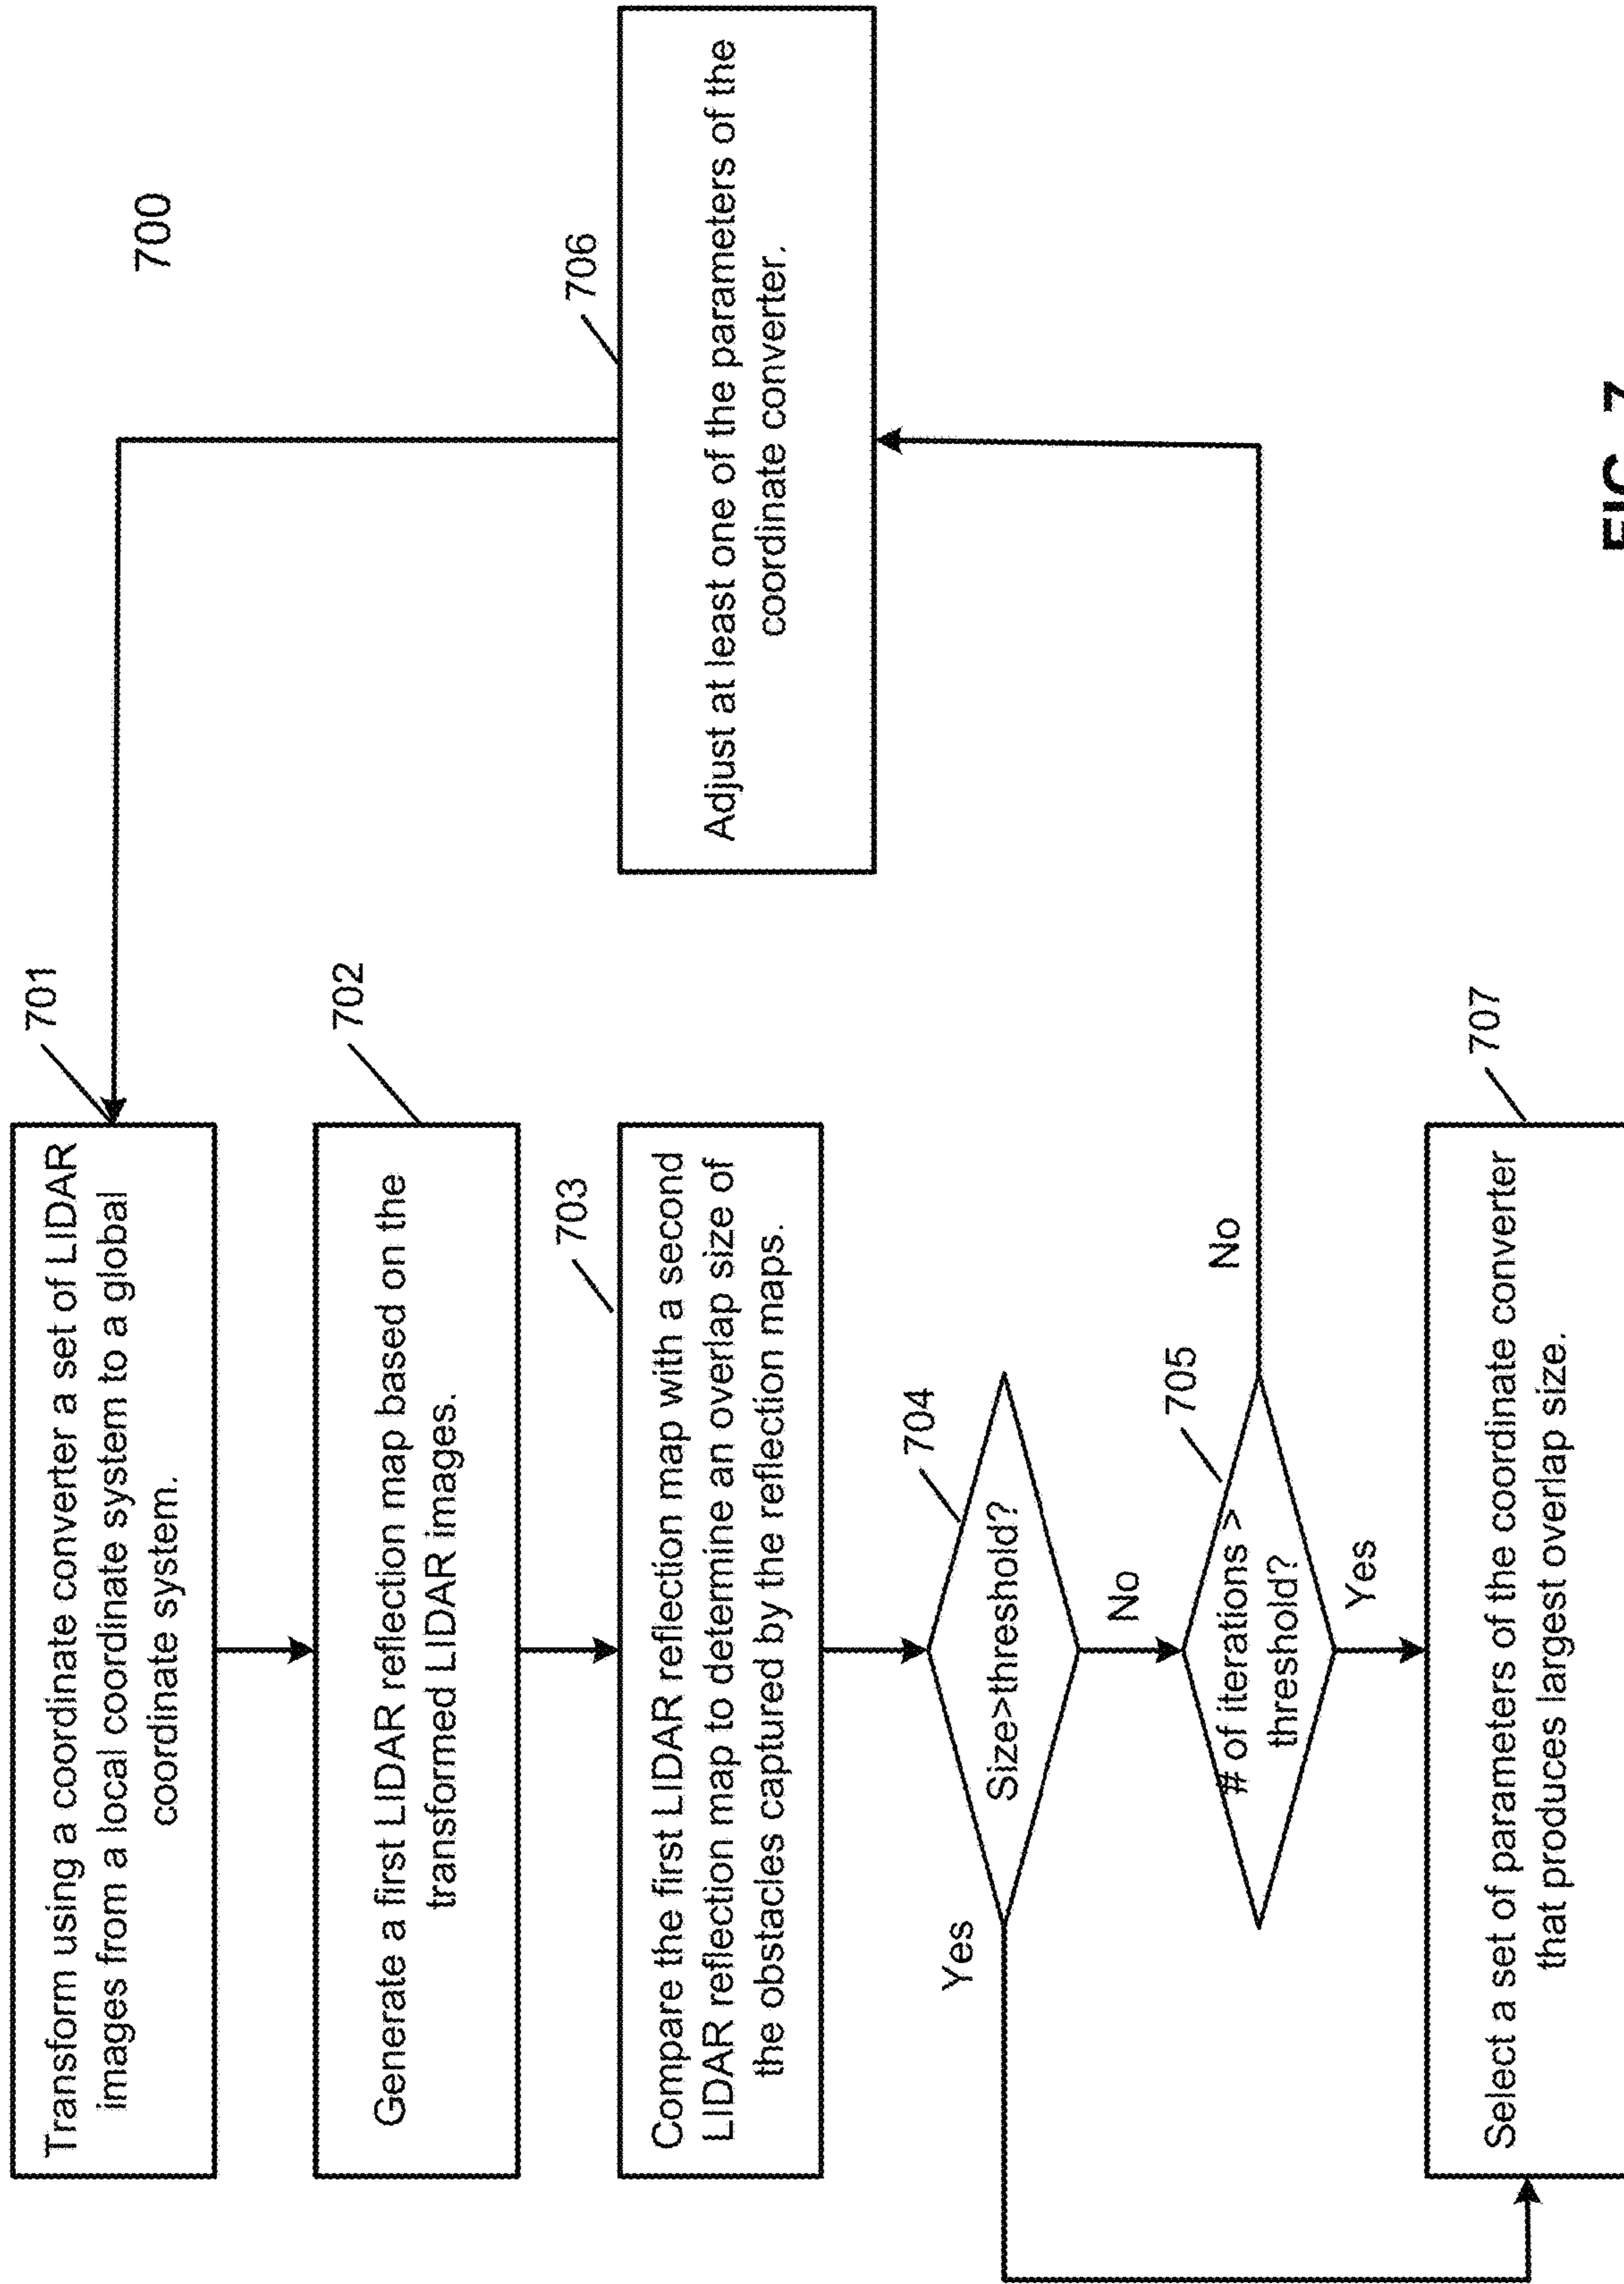 700
701
Transform using a coordinate converter a set of LIDAR
images from a local coordinate system to a global
coordinate system.
702
Generate a first LIDAR reflection map based on the
transformed LIDAR images.
703
Compare the first LIDAR reflection map with a second
LIDAR reflection map to determine an overlap size of
the obstacles captured by the reflection maps.
704
Size>threshold?
Yes
No
705
# of iterations >
threshold?
No
Yes
706
Adjust at least one of the parameters of the
coordinate converter.
707
Select a set of parameters of the coordinate converter
that produces largest overlap size.
FIG. 7